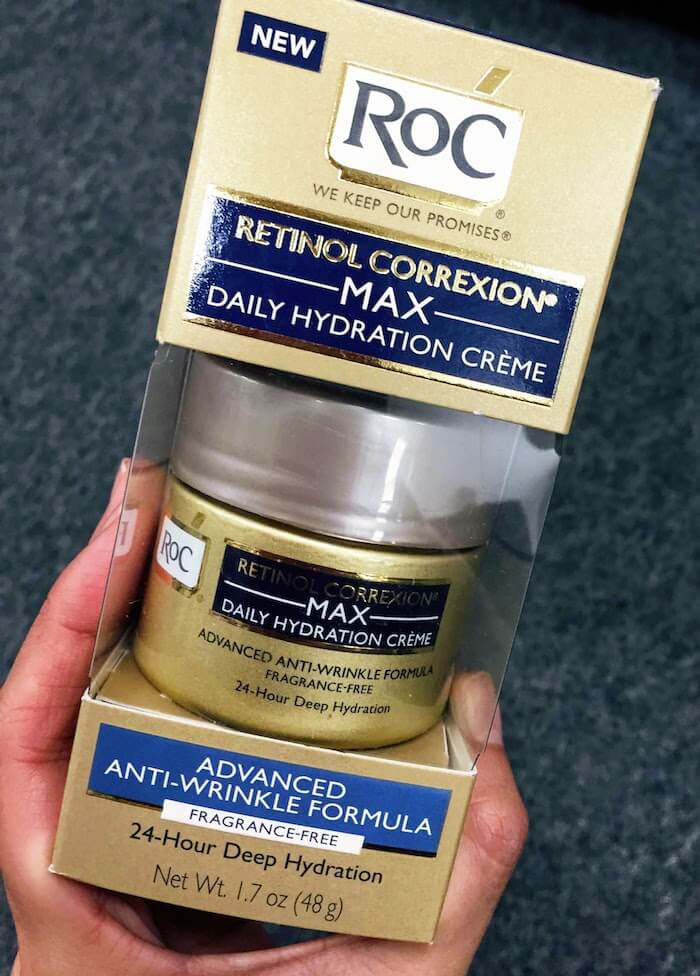 NEW
RoC
®
WE KEEP OUR PROMISES®
RETINOL CORREXION®
MAX
DAILY HYDRATION CRÈME
RoC
RETINOL CORREXION®
MAX
DAILY HYDRATION CRÈME
ADVANCED ANTI-WRINKLE FORMULA
FRAGRANCE-FREE
24-Hour Deep Hydration
ADVANCED
ANTI-WRINKLE FORMULA
FRAGRANCE-FREE
24-Hour Deep Hydration
Net Wt. 1.7 oz (48 g)